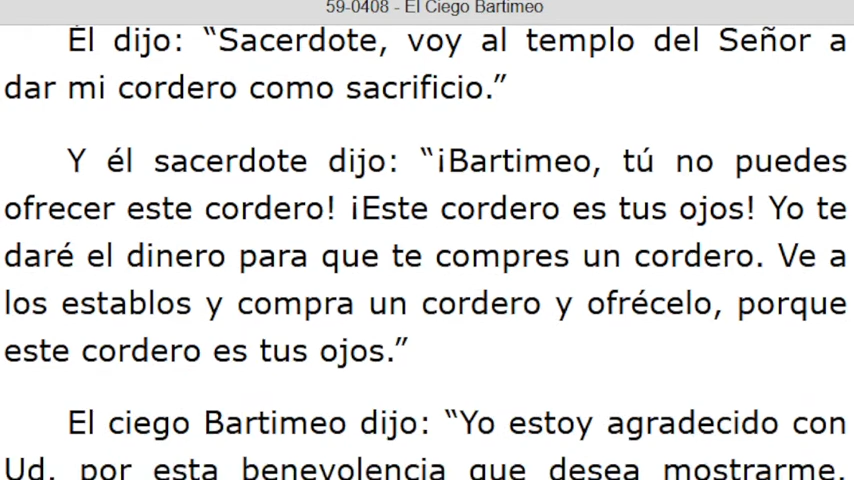 59-0408 - El Ciego Bartimeo
Él dijo: “Sacerdote, voy al templo del Señor a
dar mi cordero como sacrificio.”
Y él sacerdote dijo: “¡Bartimeo, tú no puedes
ofrecer este cordero! ¡Este cordero es tus ojos! Yo te
daré el dinero para que te compres un cordero. Ve a
los establos y compra un cordero y ofrécelo, porque
este cordero es tus ojos.”
El ciego Bartimeo dijo: “Yo estoy agradecido con
Ud. por esta benevolencia que desea mostrarme,